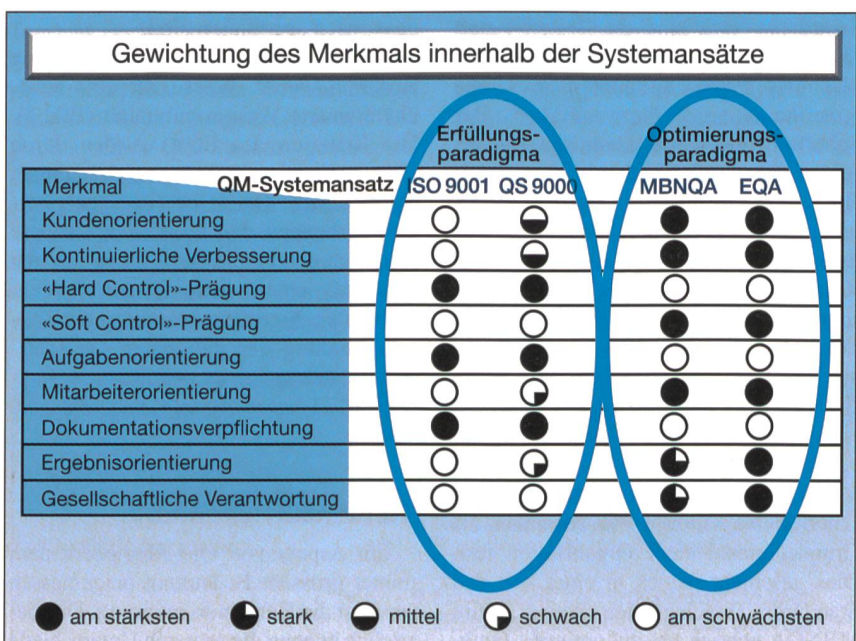 Gewichtung des Merkmals innerhalb der Systemansätze
Erfüllungs-
paradigma
Optimierungs-
paradigma
Merkmal QM-Systemansatz ISO 9001 QS 9000 MBNQA EQA
Kundenorientierung
Kontinuierliche Verbesserung
«Hard Control»-Prägung
«Soft Control»-Prägung
Aufgabenorientierung
Mitarbeiterorientierung
Dokumentationsverpflichtung
Ergebnisorientierung
Gesellschaftliche Verantwortung
am stärksten stark mittel schwach am schwächsten